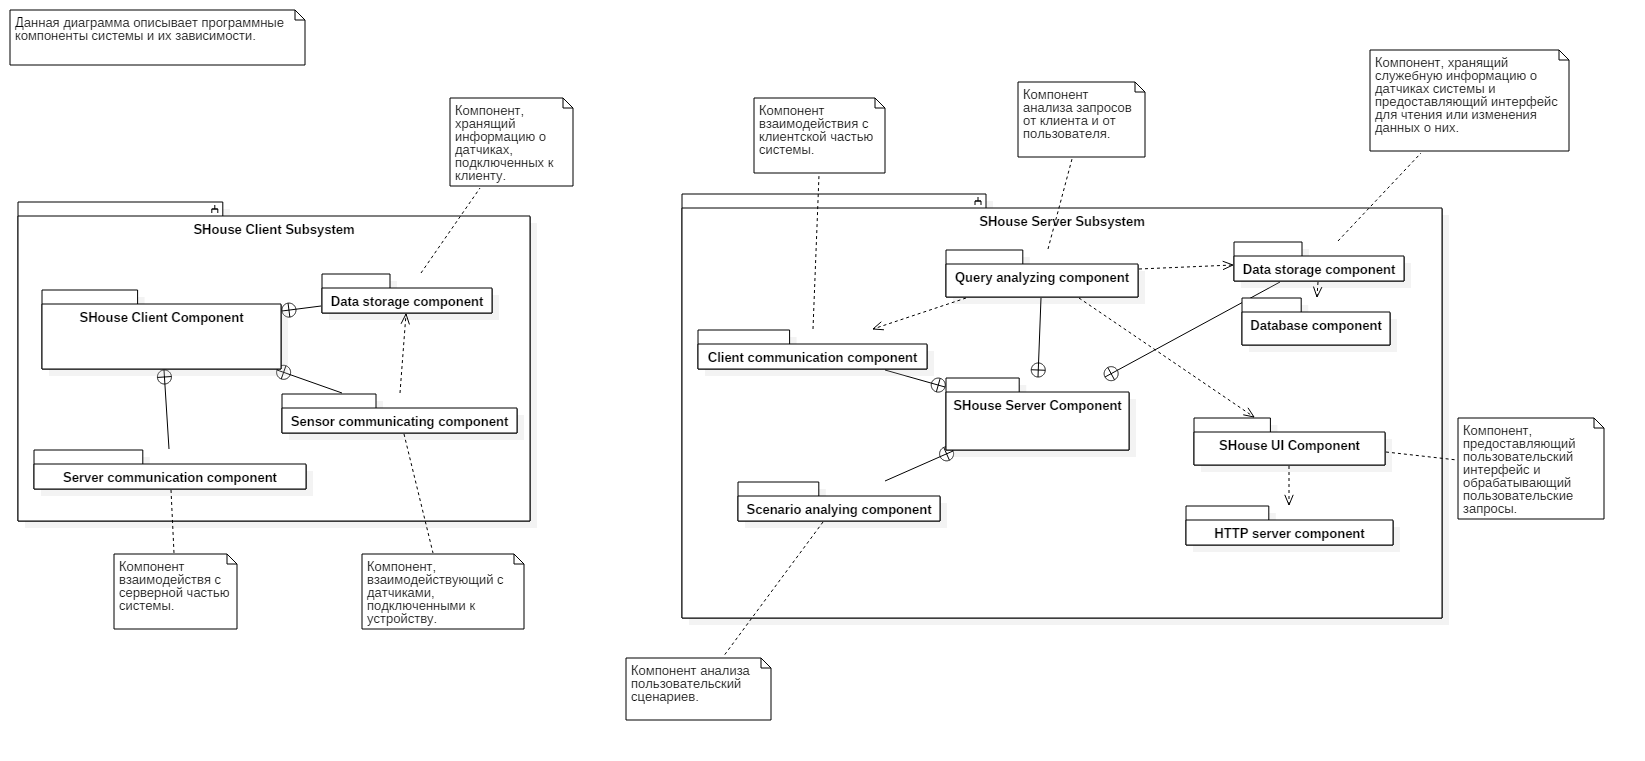 Данная диаграмма описывает программные
компоненты системы и их зависимости.
Компонент,
хранящий
информацию о
датчиках,
подключенных к
клиенту.
SHouse Client Subsystem
SHouse Client Component
Data storage component
Sensor communicating component
Server communication component
Компонент
взаимодействя с
серверной частью
системы.
Компонент,
взаимодействующий с
датчиками,
подключенными к
устройству.
Компонент
взаимодействия с
клиентской частью
системы.
Компонент
анализа запросов
от клиента и от
пользователя.
Компонент, хранящий
служебную информацию о
датчиках системы и
предоставляющий интерфейс
для чтения или изменения
данных о них.
SHouse Server Subsystem
Query analyzing component
Data storage component
Database component
Client communication component
SHouse Server Component
SHouse UI Component
Scenario analying component
HTTP server component
Компонент,
предоставляющий
пользовательский
интерфейс и
обрабатывающий
пользовательские
запросы.
Компонент анализа
пользовательский
сценариев.